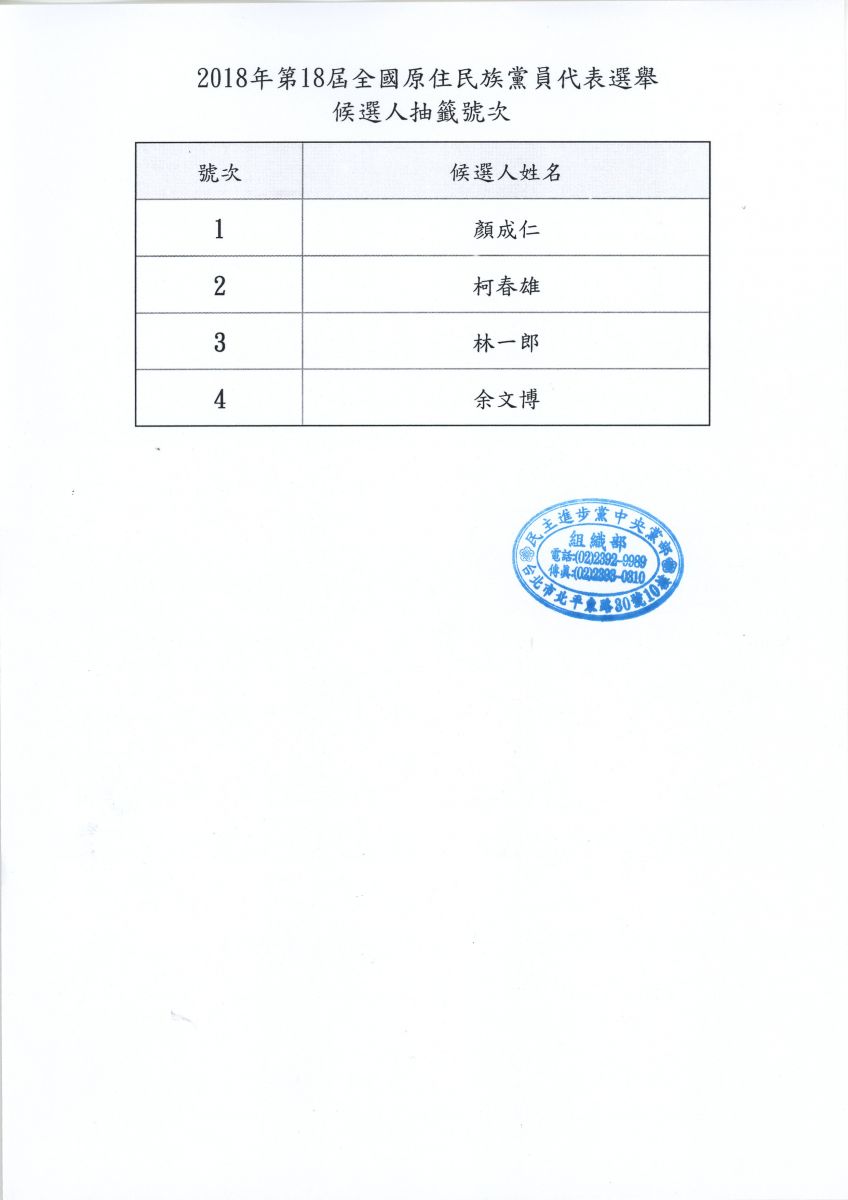 2018年第18屆全國原住民族黨員代表選舉
候選人抽籤號次
號次 候選人姓名
1 顏成仁
2 柯春雄
3 林一郎
4 余文博
民主進步黨中央黨部
組織部
電話:(02)2392-9989
傳真:(02)2393-0310
台北市北平東路30號10樓